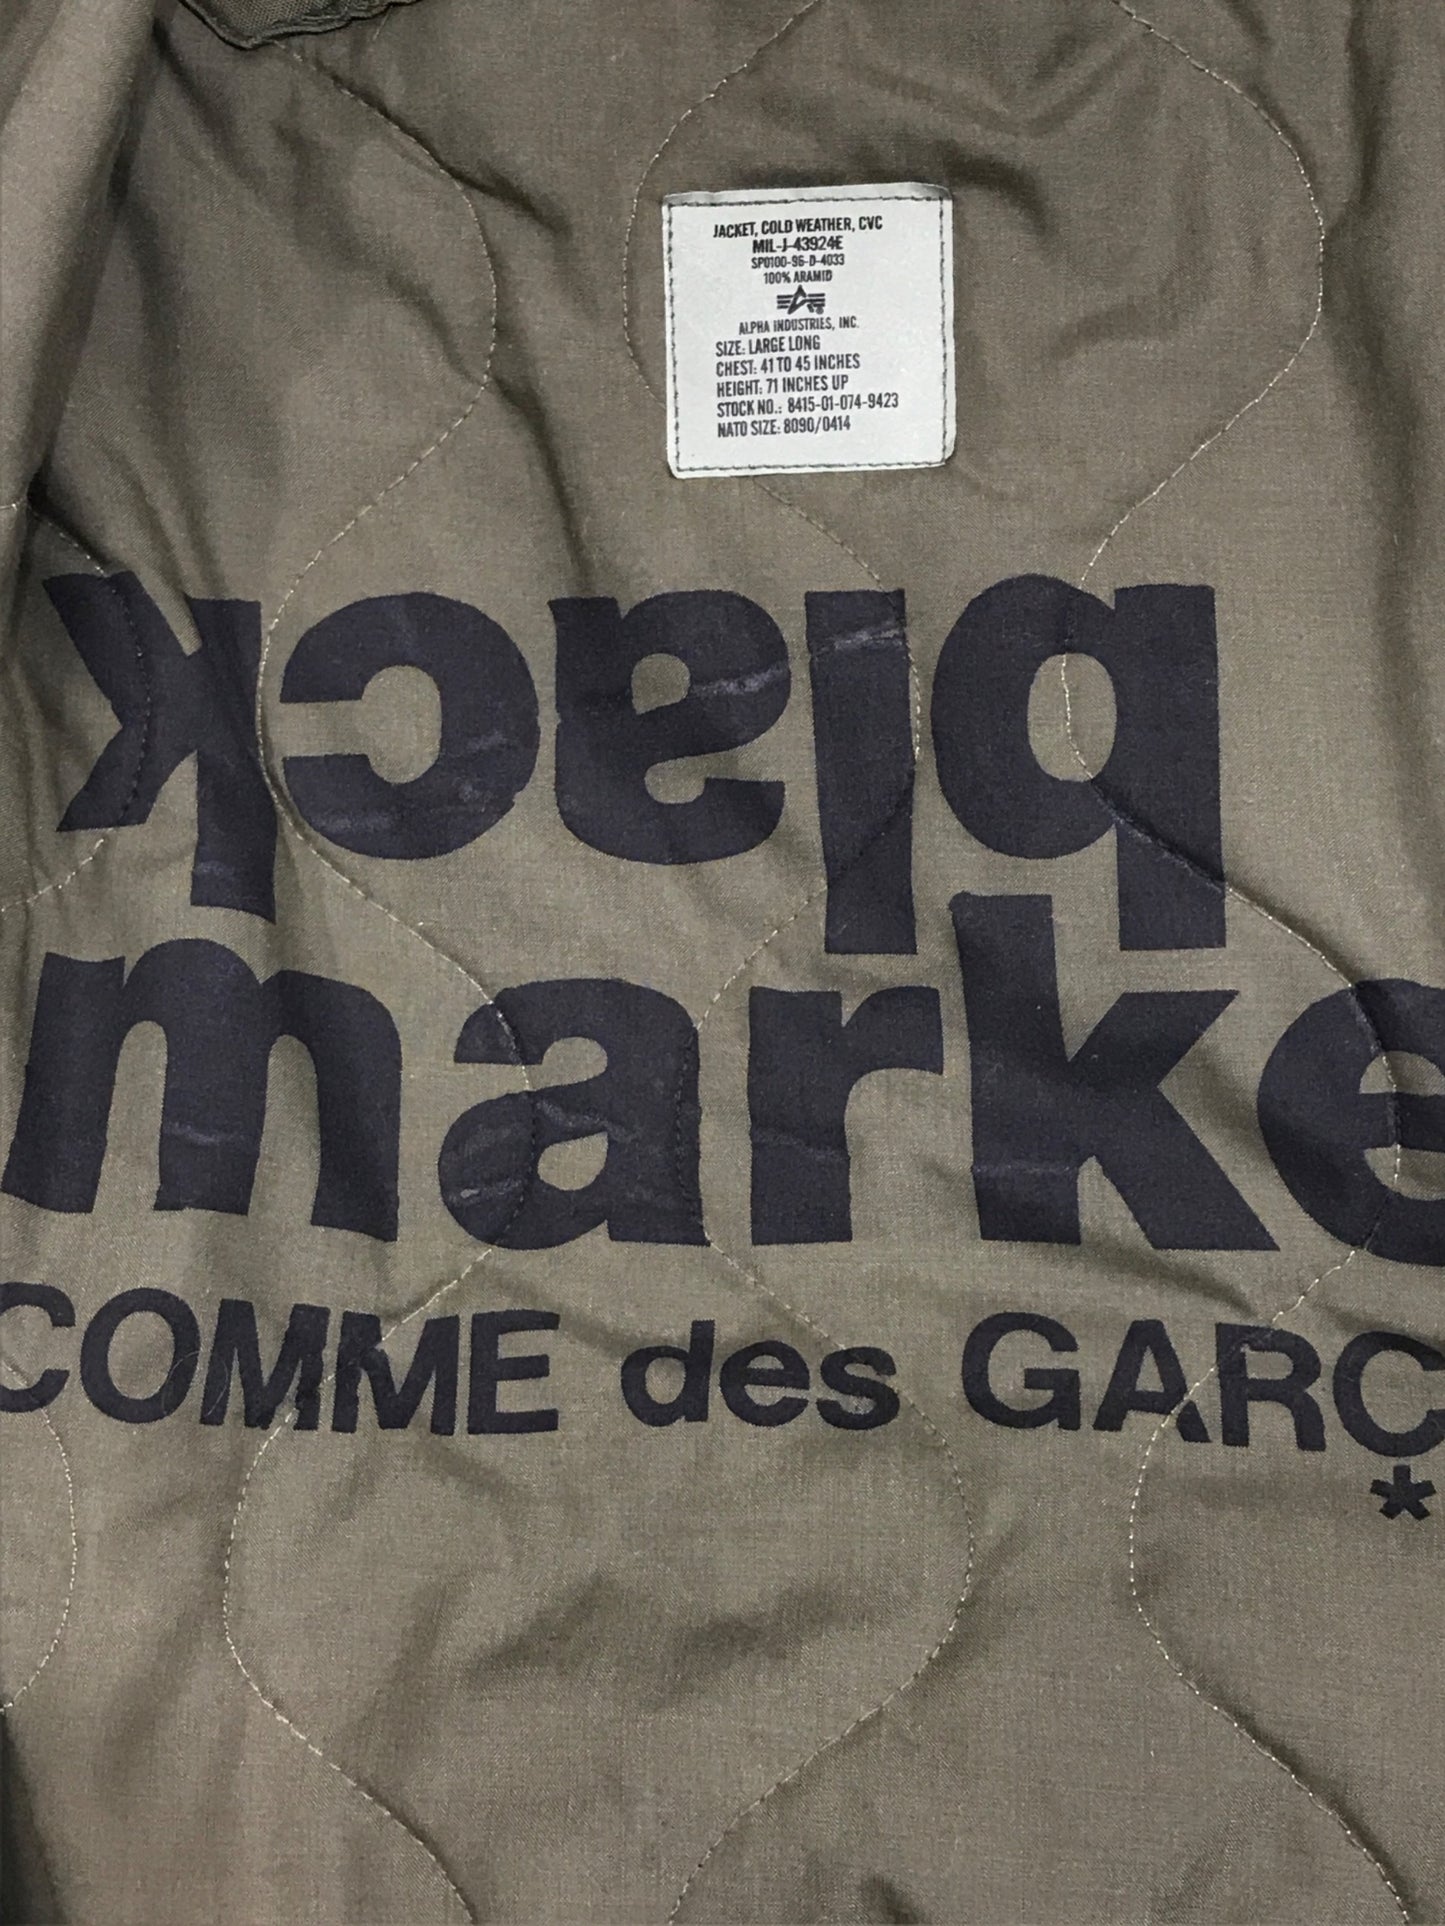 JACKET, COLD WEATHER, CVC
MIL-J-43924E
SP0100-96-D-4033
100% ARAMID
ALPHA INDUSTRIES, INC.
SIZE: LARGE LONG
CHEST: 41 TO 45 INCHES
HEIGHT: 71 INCHES UP
STOCK NO.: 8415-01-074-9423
NATO SIZE: 8090/0414
black
marke
COMME des GARÇ
*